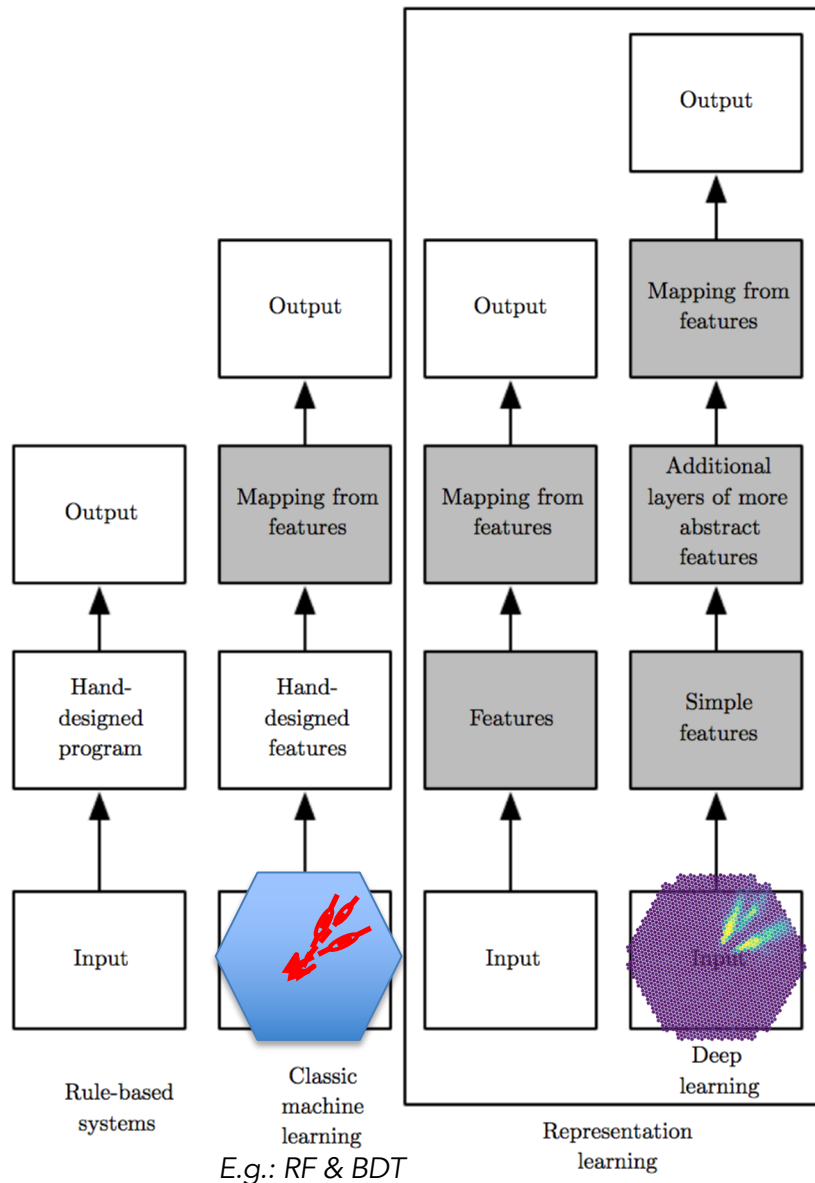 Output
Output
Output
Mapping from
features
Output
Mapping from
features
Mapping from
features
Additional
layers of more
abstract
features
Hand-
designed
program
Hand-
designed
features
Features
Simple
features
Input
Input
Input
Rule-based
systems
Classic
machine
learning
E.g.: RF & BDT
Representation
learning
Deep
learning